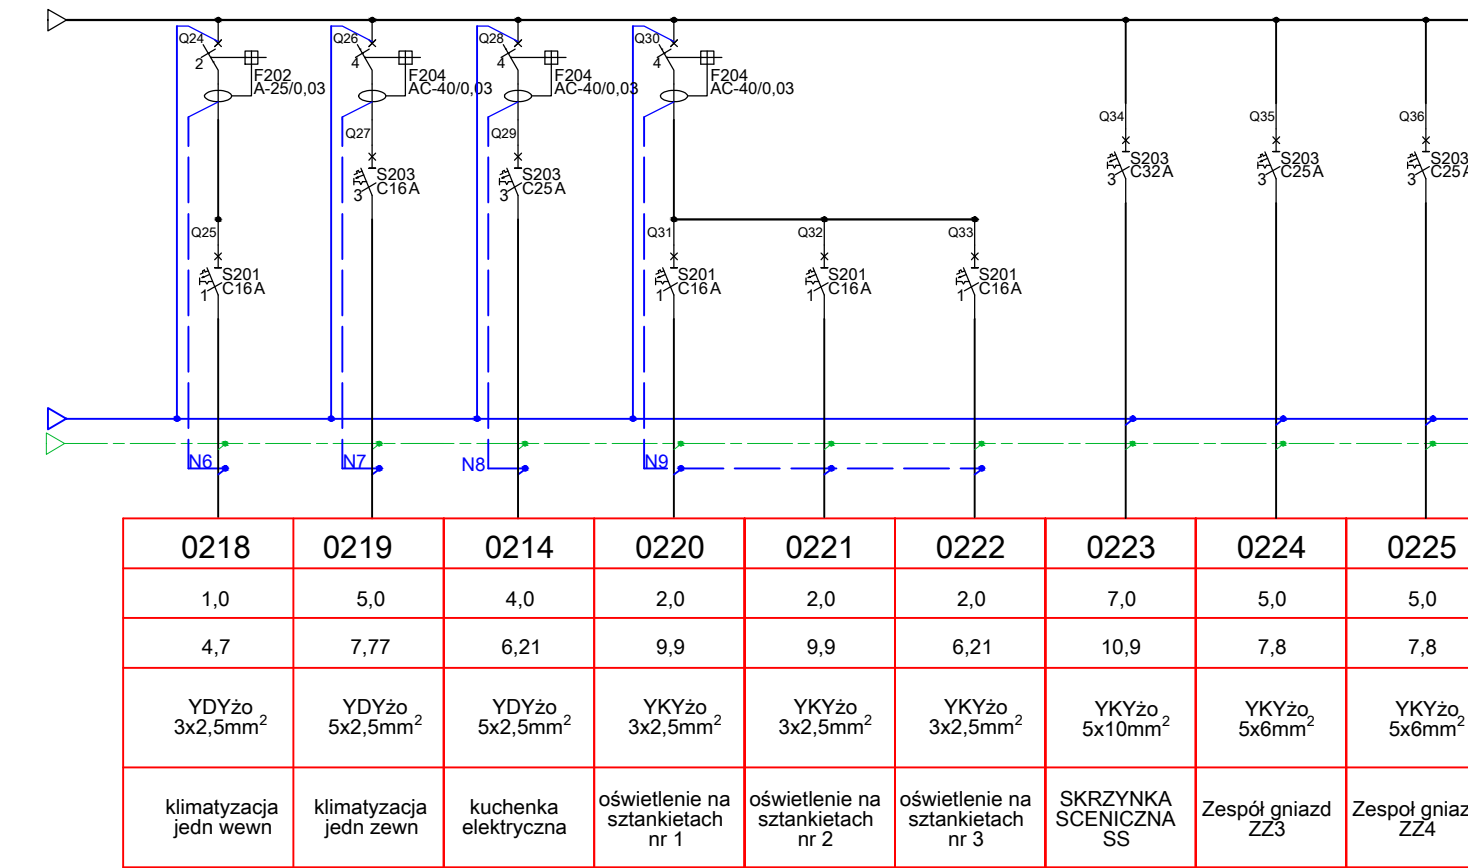 Q24
2
F202
A-25/0,03
Q26
4
F204
AC-40/0,03
Q28
4
F204
AC-40/0,03
Q30
4
F204
AC-40/0,03
Q27
S203
C16A
3
Q29
S203
C25A
3
Q34
S203
C32A
3
Q35
S203
C25A
3
Q36
S203
C25A
3
Q25
S201
C16A
1
Q31
S201
C16A
1
Q32
S201
C16A
1
Q33
S201
C16A
1
N6 N7 N8 N9
0218 0219 0214 0220 0221 0222 0223 0224 0225
1,0 5,0 4,0 2,0 2,0 2,0 7,0 5,0 5,0
4,7 7,77 6,21 9,9 9,9 6,21 10,9 7,8 7,8
YDYżo YDYżo YDYżo YKYżo YKYżo YKYżo YKYżo YKYżo YKYżo
3x2,5mm² 5x2,5mm² 5x2,5mm² 3x2,5mm² 3x2,5mm² 3x2,5mm² 5x10mm² 5x6mm² 5x6mm²
klimatyzacja
jedn wewn
klimatyzacja
jedn zewn
kuchenka
elektryczna
oświetlenie na
sztankietach
nr 1
oświetlenie na
sztankietach
nr 2
oświetlenie na
sztankietach
nr 3
SKRZYNKA
SCENICZNA
SS
Zespół gniazd
ZZ3
Zespoł gniaz
ZZ4